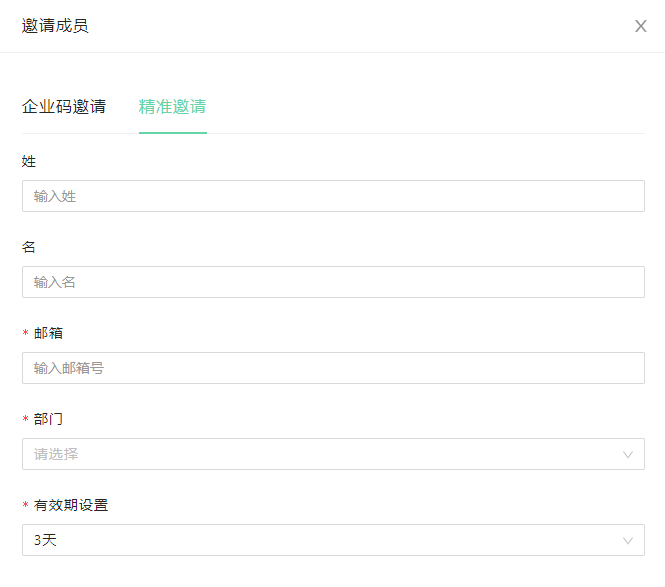 邀请成员
企业码邀请 精准邀请
姓
输入姓
名
输入名
* 邮箱
输入邮箱号
* 部门
请选择
* 有效期设置
3天